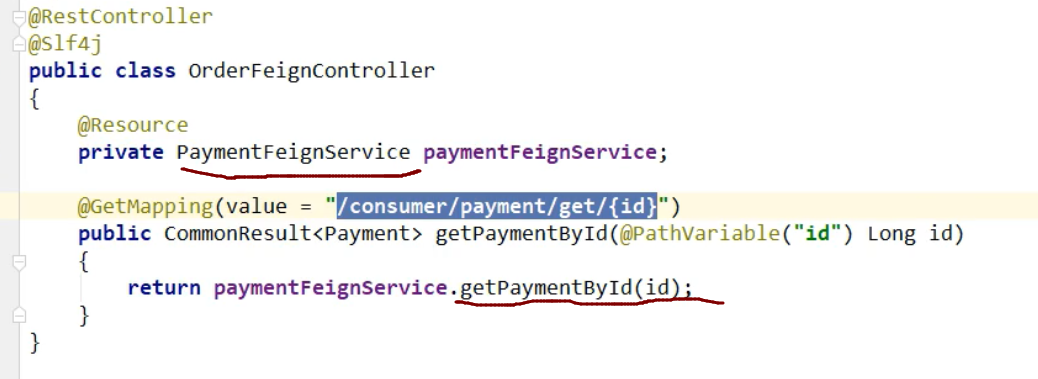 @RestController
@Slf4j
public class OrderFeignController
{
@Resource
private PaymentFeignService paymentFeignService;
@GetMapping(value = "/consumer/payment/get/{id}")
public CommonResult<Payment> getPaymentById(@PathVariable("id") Long id)
{
return paymentFeignService.getPaymentById(id);
}
}